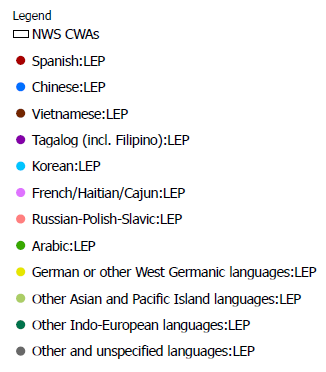 Legend
NWS CWAs
Spanish:LEP
Chinese:LEP
Vietnamese:LEP
Tagalog (incl. Filipino):LEP
Korean:LEP
French/Haitian/Cajun:LEP
Russian-Polish-Slavic:LEP
Arabic:LEP
German or other West Germanic languages:LEP
Other Asian and Pacific Island languages:LEP
Other Indo-European languages:LEP
Other and unspecified languages:LEP